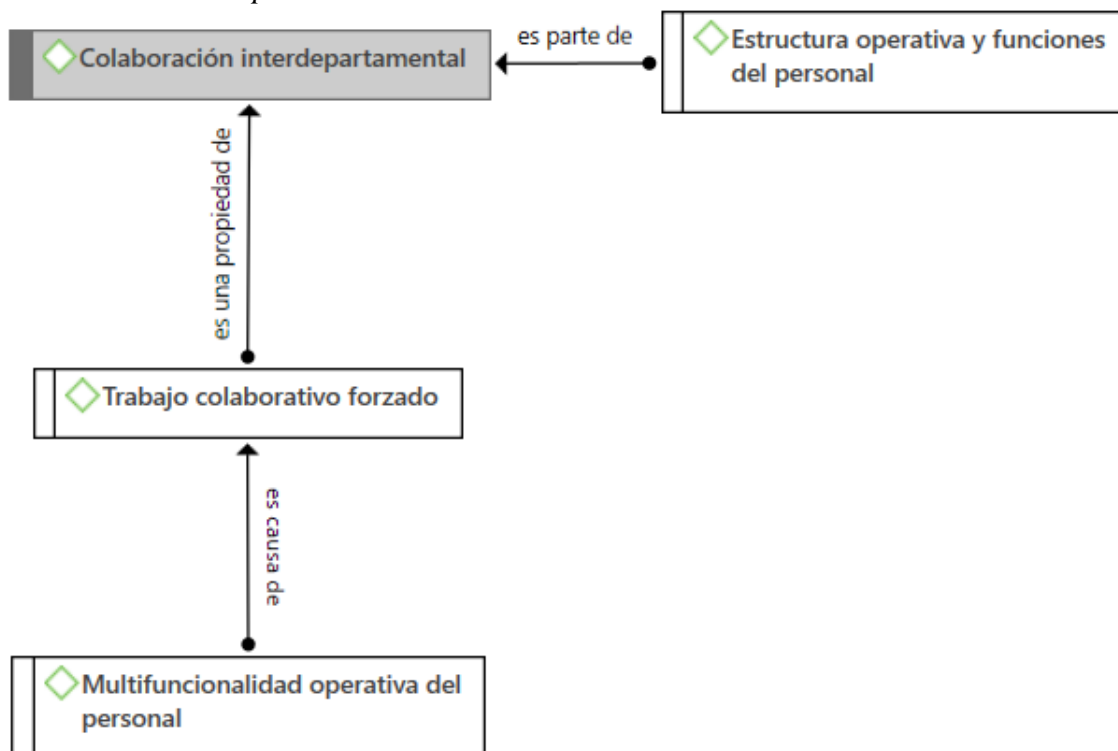 Colaboración interdepartamental
es parte de
Estructura operativa y funciones
del personal
es una propiedad de
Trabajo colaborativo forzado
es causa de
Multifuncionalidad operativa del
personal